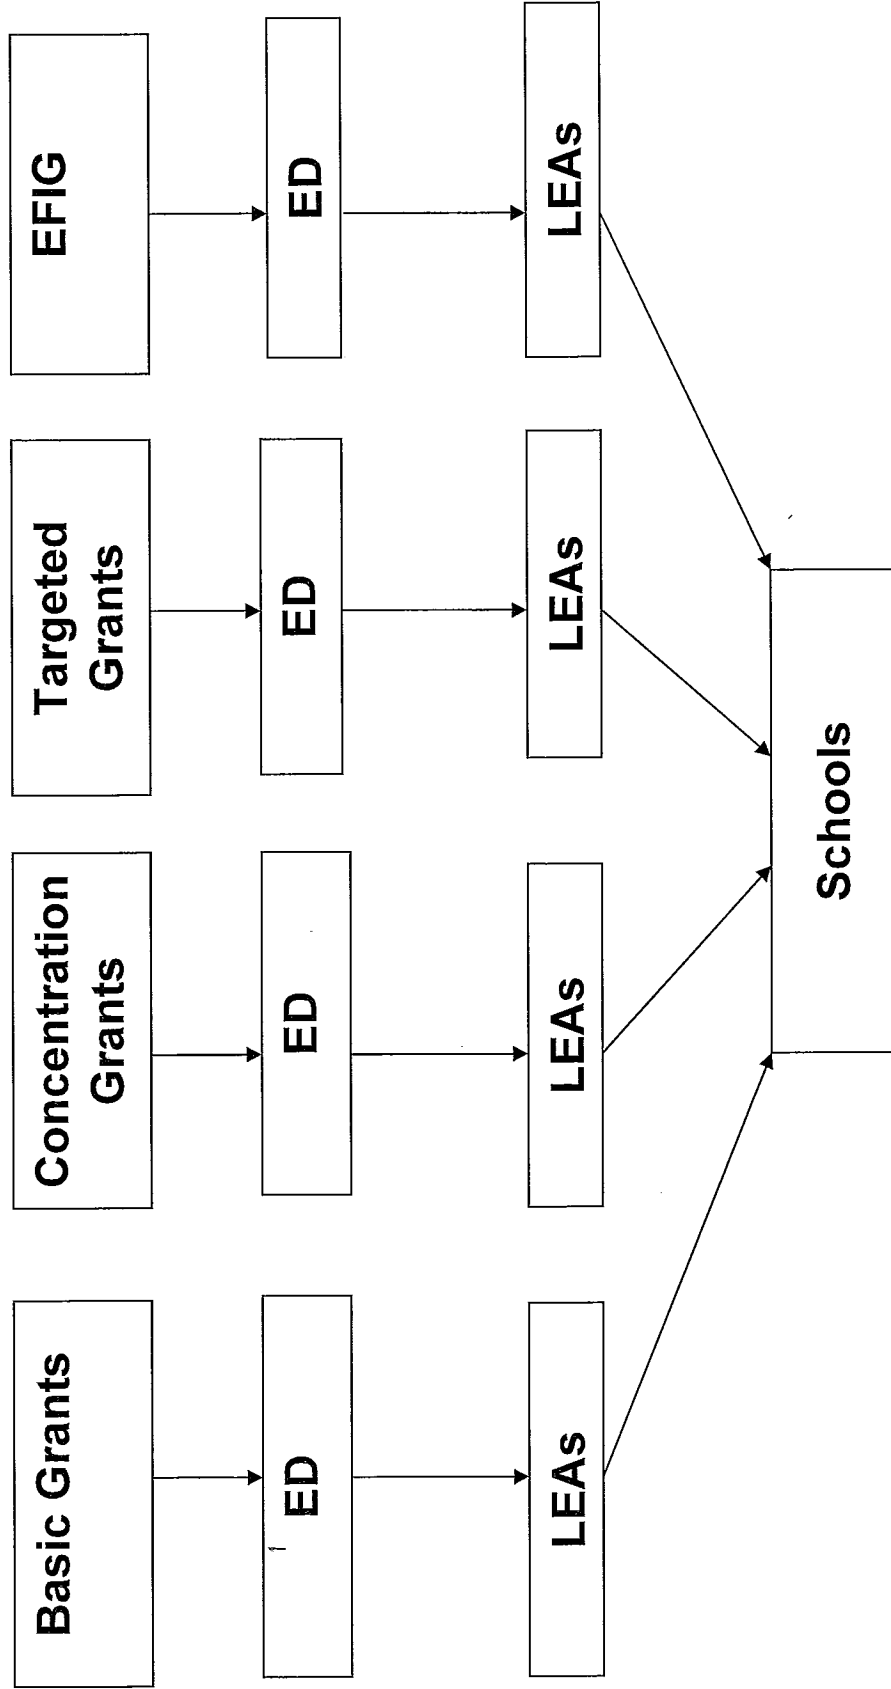 Basic Grants
Concentration
Grants
Targeted
Grants
EFIG
ED
ED
ED
ED
LEAs
LEAs
LEAs
LEAs
Schools